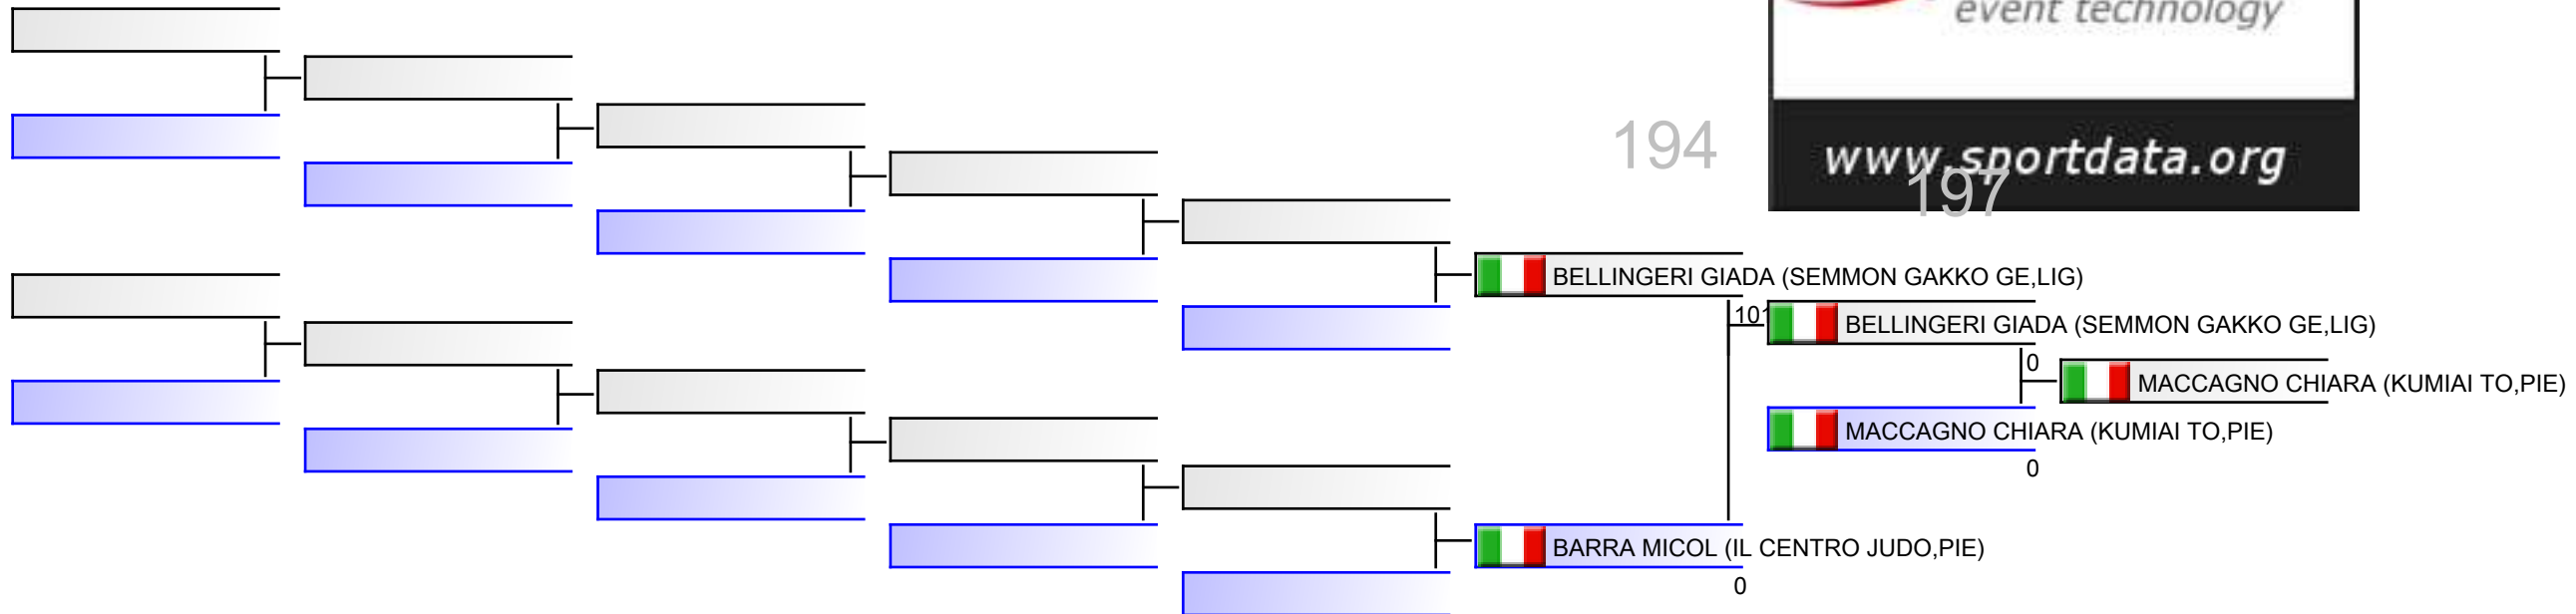 event technology
194
www.sportdata.org
197
BELLINGERI GIADA (SEMMON GAKKO GE,LIG)
101
BELLINGERI GIADA (SEMMON GAKKO GE,LIG)
0
MACCAGNO CHIARA (KUMIAI TO,PIE)
MACCAGNO CHIARA (KUMIAI TO,PIE)
0
BARRA MICOL (IL CENTRO JUDO,PIE)
0